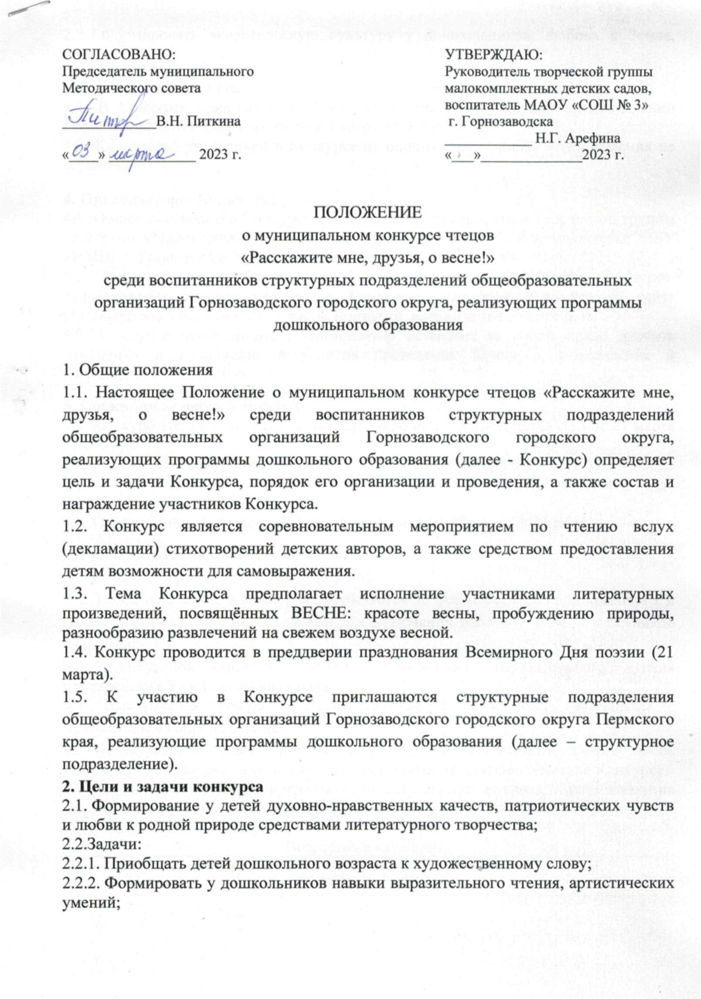 СОГЛАСОВАНО:
Председатель муниципального
Методического совета
____________В.Н. Питкина
«03» марта 2023 г.
УТВЕРЖДАЮ:
Руководитель творческой группы
малокомплектных детских садов,
воспитатель МАОУ «СОШ № 3»
г. Горнозаводска
____________ Н.Г. Арефина
«___»______________2023 г.
ПОЛОЖЕНИЕ
о муниципальном конкурсе чтецов
«Расскажите мне, друзья, о весне!»
среди воспитанников структурных подразделений общеобразовательных
организаций Горнозаводского городского округа, реализующих программы
дошкольного образования
1. Общие положения
1.1. Настоящее Положение о муниципальном конкурсе чтецов «Расскажите мне,
друзья, о весне!» среди воспитанников структурных подразделений
общеобразовательных организаций Горнозаводского городского округа,
реализующих программы дошкольного образования (далее - Конкурс) определяет
цель и задачи Конкурса, порядок его организации и проведения, а также состав и
награждение участников Конкурса.
1.2. Конкурс является соревновательным мероприятием по чтению вслух
(декламации) стихотворений детских авторов, а также средством предоставления
детям возможности для самовыражения.
1.3. Тема Конкурса предполагает исполнение участниками литературных
произведений, посвящённых ВЕСНЕ: красоте весны, пробуждению природы,
разнообразию развлечений на свежем воздухе весной.
1.4. Конкурс проводится в преддверии празднования Всемирного Дня поэзии (21
марта).
1.5. К участию в Конкурсе приглашаются структурные подразделения
общеобразовательных организаций Горнозаводского городского округа Пермского
края, реализующие программы дошкольного образования (далее – структурное
подразделение).
2. Цели и задачи конкурса
2.1. Формирование у детей духовно-нравственных качеств, патриотических чувств
и любви к родной природе средствами литературного творчества;
2.2.Задачи:
2.2.1. Приобщать детей дошкольного возраста к художественному слову;
2.2.2. Формировать у дошкольников навыки выразительного чтения, артистических
умений;